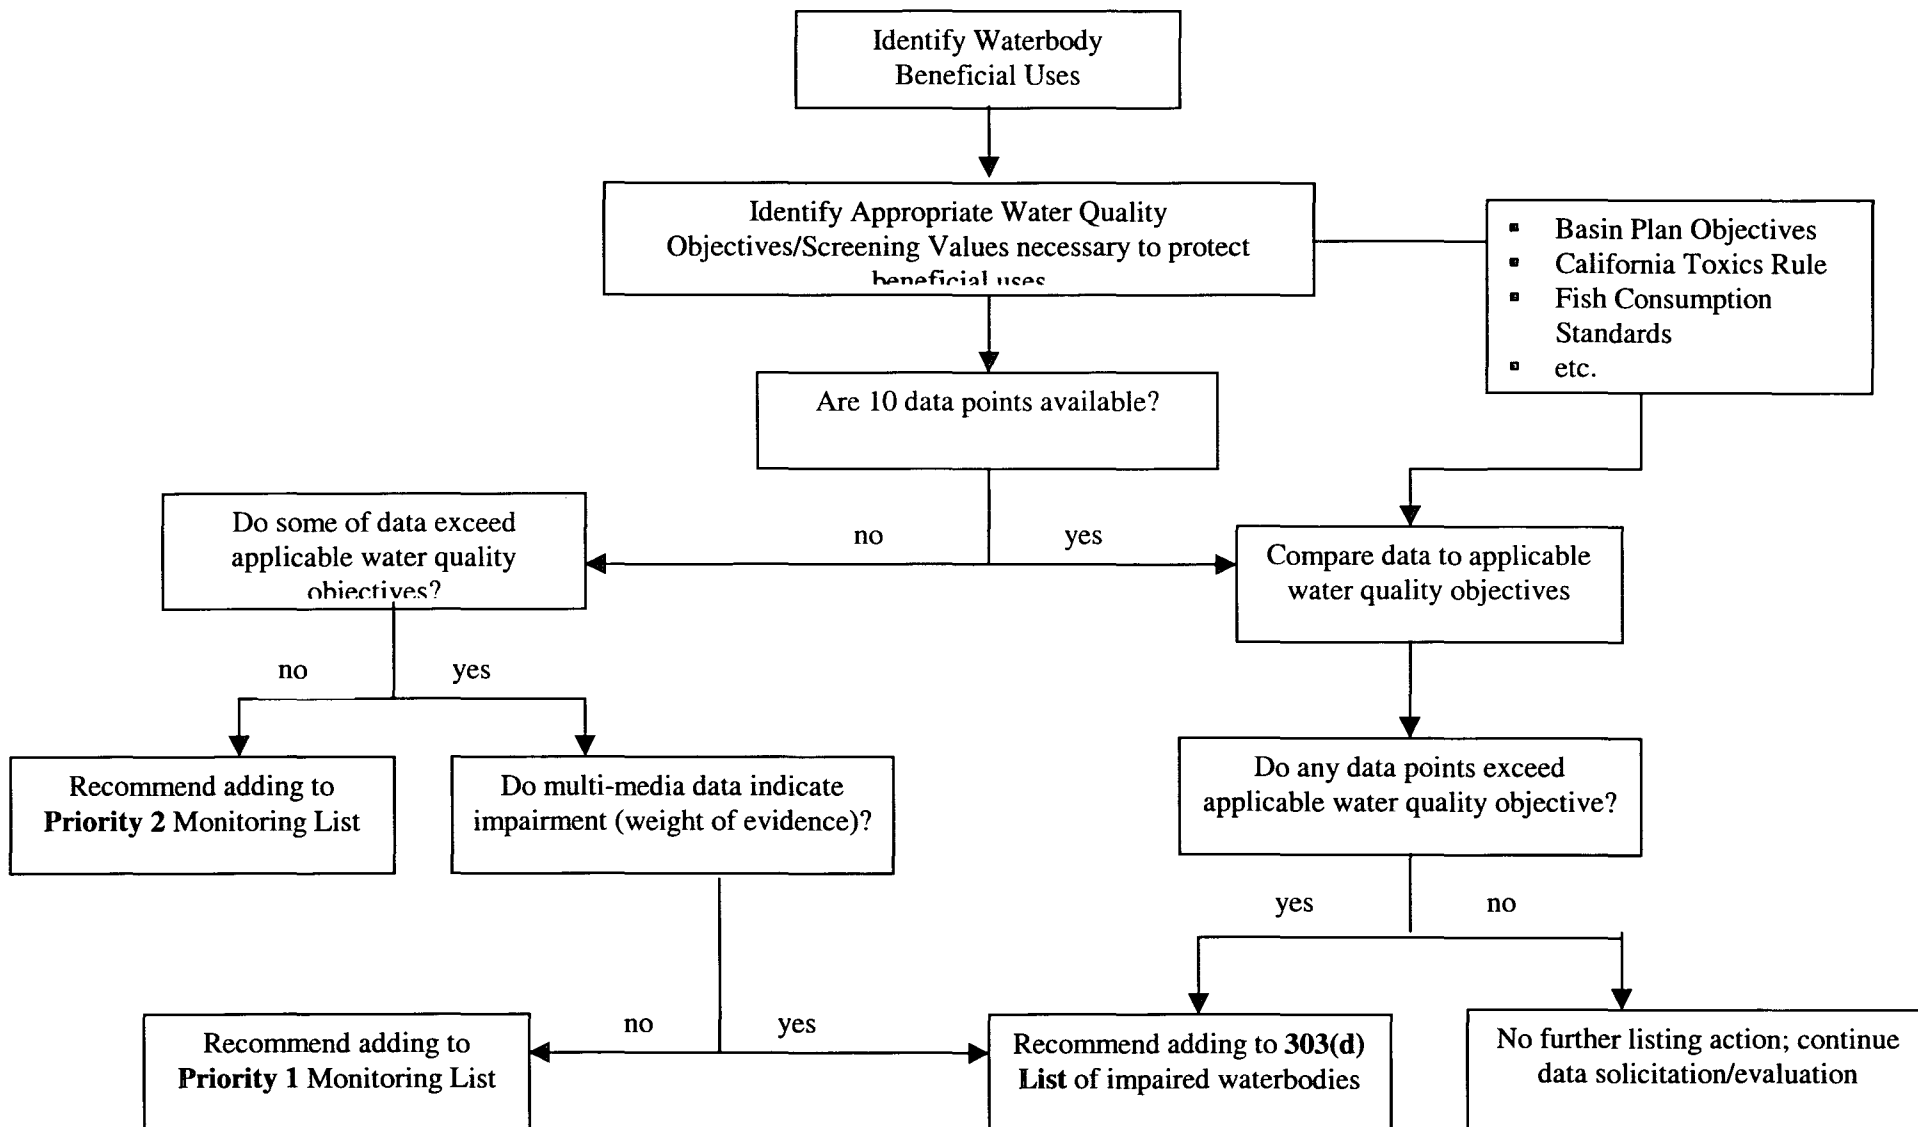 Identify Waterbody
Beneficial Uses
Identify Appropriate Water Quality
Objectives/Screening Values necessary to protect
beneficial uses
▪ Basin Plan Objectives
▪ California Toxics Rule
▪ Fish Consumption
Standards
▪ etc.
Are 10 data points available?
no
yes
Do some of data exceed
applicable water quality
objectives?
Compare data to applicable
water quality objectives
no
yes
Recommend adding to
Priority 2 Monitoring List
Do multi-media data indicate
impairment (weight of evidence)?
Do any data points exceed
applicable water quality objective?
yes
no
no
yes
Recommend adding to
Priority 1 Monitoring List
Recommend adding to 303(d)
List of impaired waterbodies
No further listing action; continue
data solicitation/evaluation